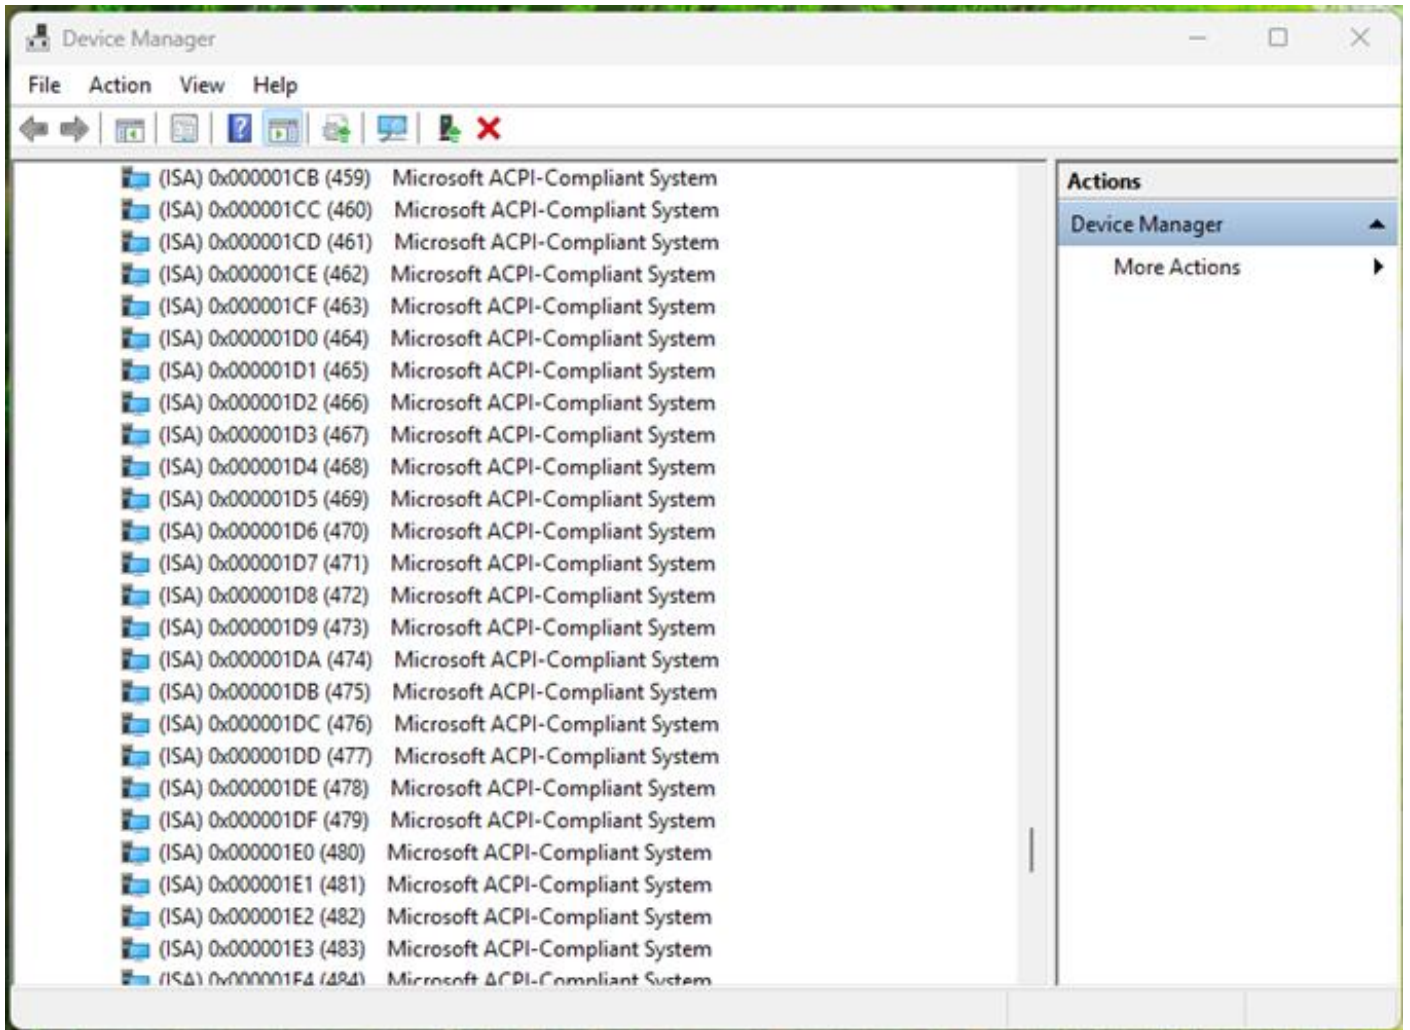 Device Manager
File Action View Help
(ISA) 0x000001CB (459) Microsoft ACPI-Compliant System
(ISA) 0x000001CC (460) Microsoft ACPI-Compliant System
(ISA) 0x000001CD (461) Microsoft ACPI-Compliant System
(ISA) 0x000001CE (462) Microsoft ACPI-Compliant System
(ISA) 0x000001CF (463) Microsoft ACPI-Compliant System
(ISA) 0x000001D0 (464) Microsoft ACPI-Compliant System
(ISA) 0x000001D1 (465) Microsoft ACPI-Compliant System
(ISA) 0x000001D2 (466) Microsoft ACPI-Compliant System
(ISA) 0x000001D3 (467) Microsoft ACPI-Compliant System
(ISA) 0x000001D4 (468) Microsoft ACPI-Compliant System
(ISA) 0x000001D5 (469) Microsoft ACPI-Compliant System
(ISA) 0x000001D6 (470) Microsoft ACPI-Compliant System
(ISA) 0x000001D7 (471) Microsoft ACPI-Compliant System
(ISA) 0x000001D8 (472) Microsoft ACPI-Compliant System
(ISA) 0x000001D9 (473) Microsoft ACPI-Compliant System
(ISA) 0x000001DA (474) Microsoft ACPI-Compliant System
(ISA) 0x000001DB (475) Microsoft ACPI-Compliant System
(ISA) 0x000001DC (476) Microsoft ACPI-Compliant System
(ISA) 0x000001DD (477) Microsoft ACPI-Compliant System
(ISA) 0x000001DE (478) Microsoft ACPI-Compliant System
(ISA) 0x000001DF (479) Microsoft ACPI-Compliant System
(ISA) 0x000001E0 (480) Microsoft ACPI-Compliant System
(ISA) 0x000001E1 (481) Microsoft ACPI-Compliant System
(ISA) 0x000001E2 (482) Microsoft ACPI-Compliant System
(ISA) 0x000001E3 (483) Microsoft ACPI-Compliant System
(ISA) 0x000001E4 (484) Microsoft ACPI-Compliant System
Actions
Device Manager
More Actions